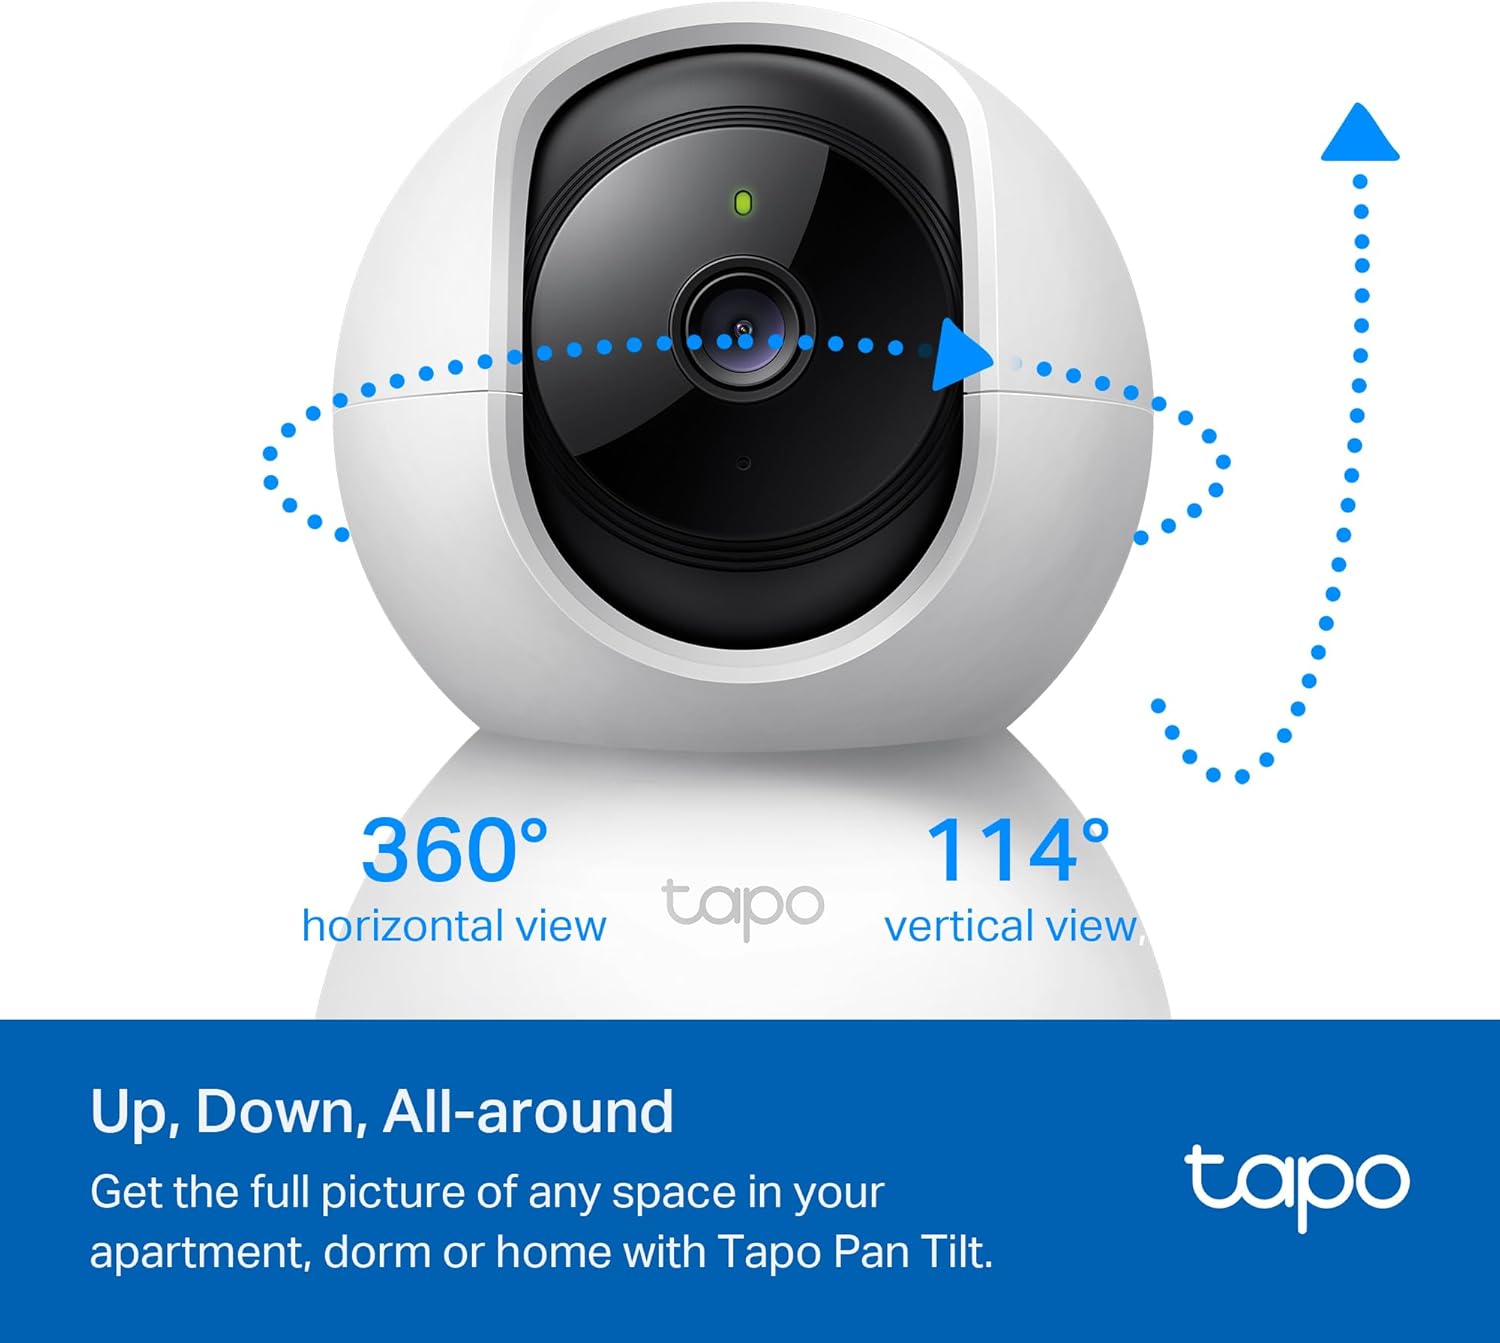 360°
horizontal view
tapo
114°
vertical view,
Up, Down, All-around
Get the full picture of any space in your
apartment, dorm or home with Tapo Pan Tilt.
tapo